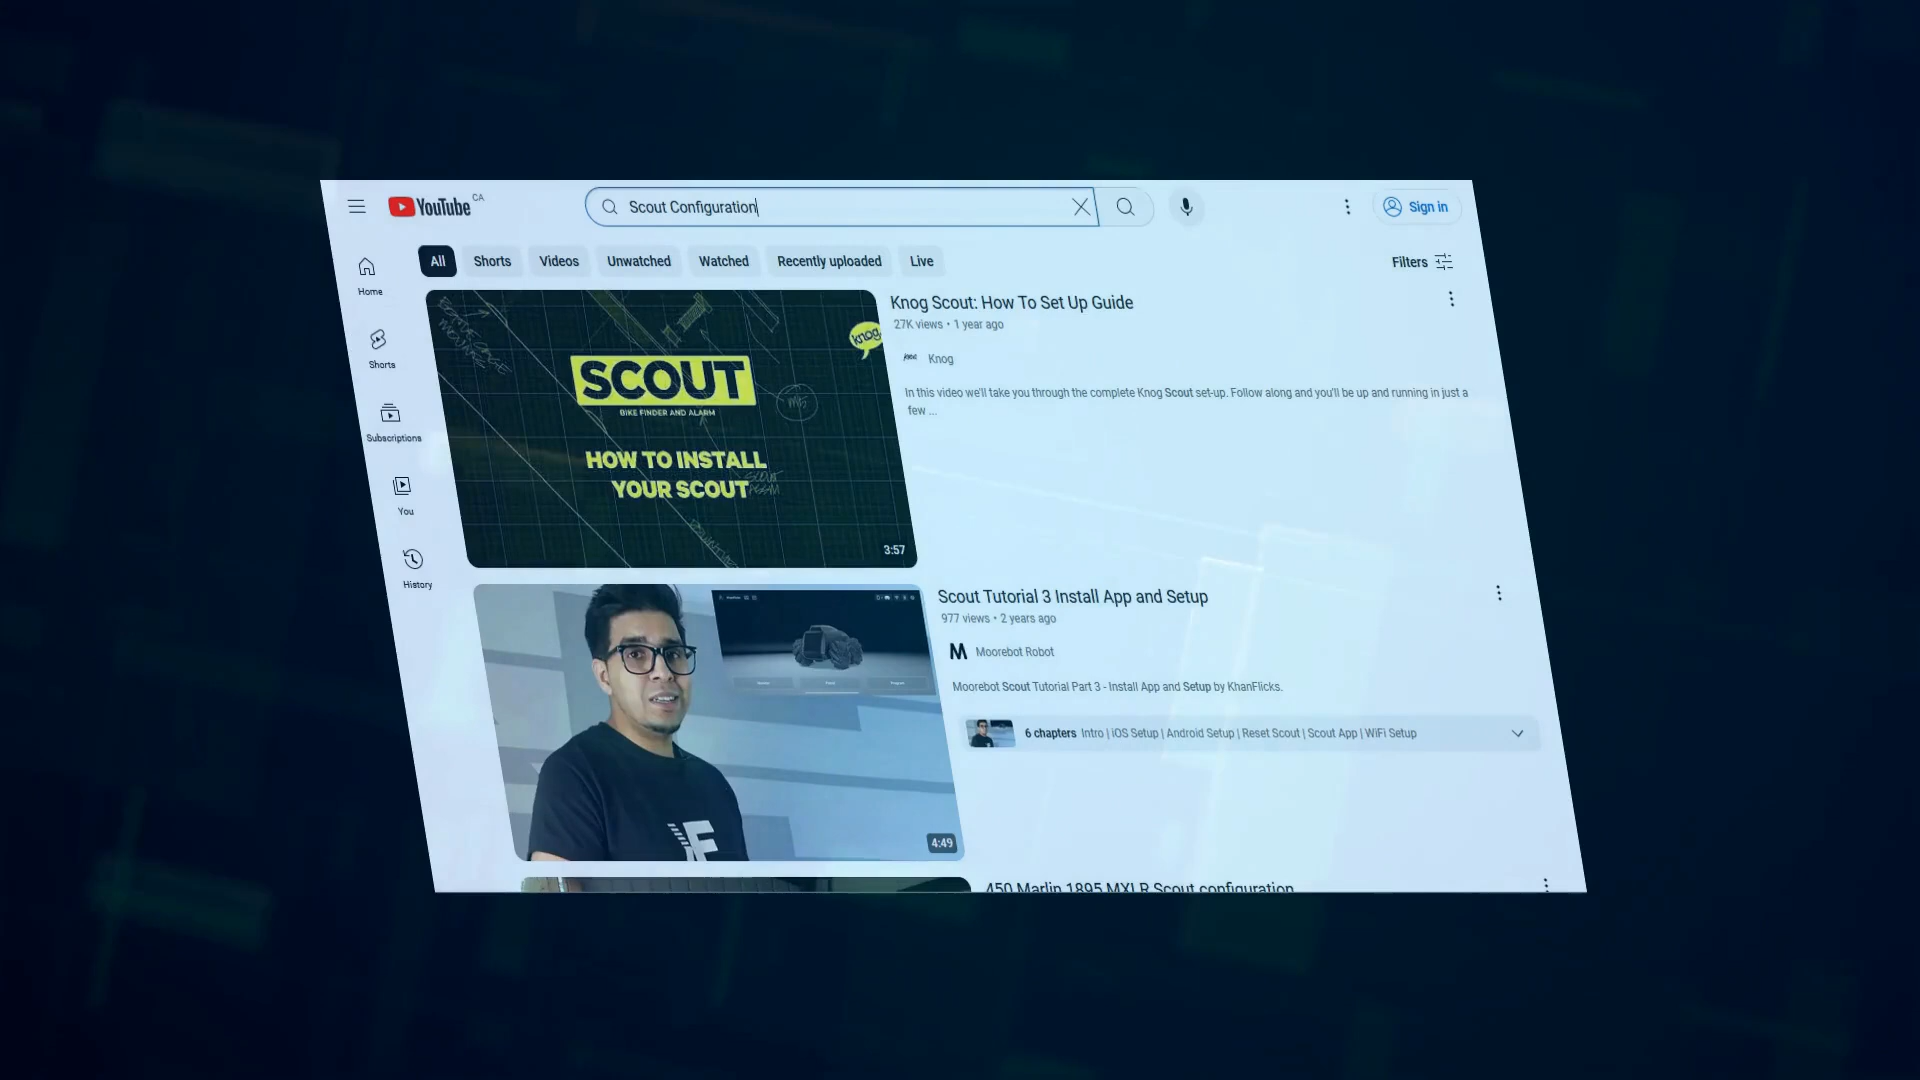 YouTube CA
Scout Configuration
Sign in
All
Shorts
Videos
Unwatched
Watched
Recently uploaded
Live
Filters
Home
Shorts
Subscriptions
You
History
knog
SCOUT
BIKE FINDER AND ALARM
HOW TO INSTALL
YOUR SCOUT
3:57
Knog Scout: How To Set Up Guide
27K views • 1 year ago
Knog
In this video we'll take you through the complete Knog Scout set-up. Follow along and you'll be up and running in just a
few ...
4:49
Scout Tutorial 3 Install App and Setup
977 views • 2 years ago
M Moorebot Robot
Moorebot Scout Tutorial Part 3 - Install App and Setup by KhanFlicks.
6 chapters Intro | iOS Setup | Android Setup | Reset Scout | Scout App | WiFi Setup
450 Marlin 1895 MXLR Scout configuration